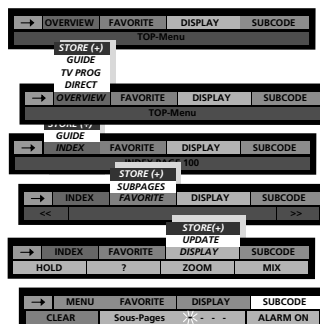 → OVERVIEW FAVORITE DISPLAY SUBCODE
TOP-Menu
STORE (+)
GUIDE
TV PROG
DIRECT
→ OVERVIEW FAVORITE DISPLAY SUBCODE
TOP-Menu
STORE (+)
GUIDE
→ INDEX FAVORITE DISPLAY SUBCODE
INDEX PAGE 100
STORE (+)
SUBPAGES
→ INDEX FAVORITE DISPLAY SUBCODE
<< >>
STORE(+)
UPDATE
→ INDEX FAVORITE DISPLAY SUBCODE
HOLD ? ZOOM MIX
→ MENU FAVORITE DISPLAY SUBCODE
CLEAR Sous-Pages - - - - ALARM ON